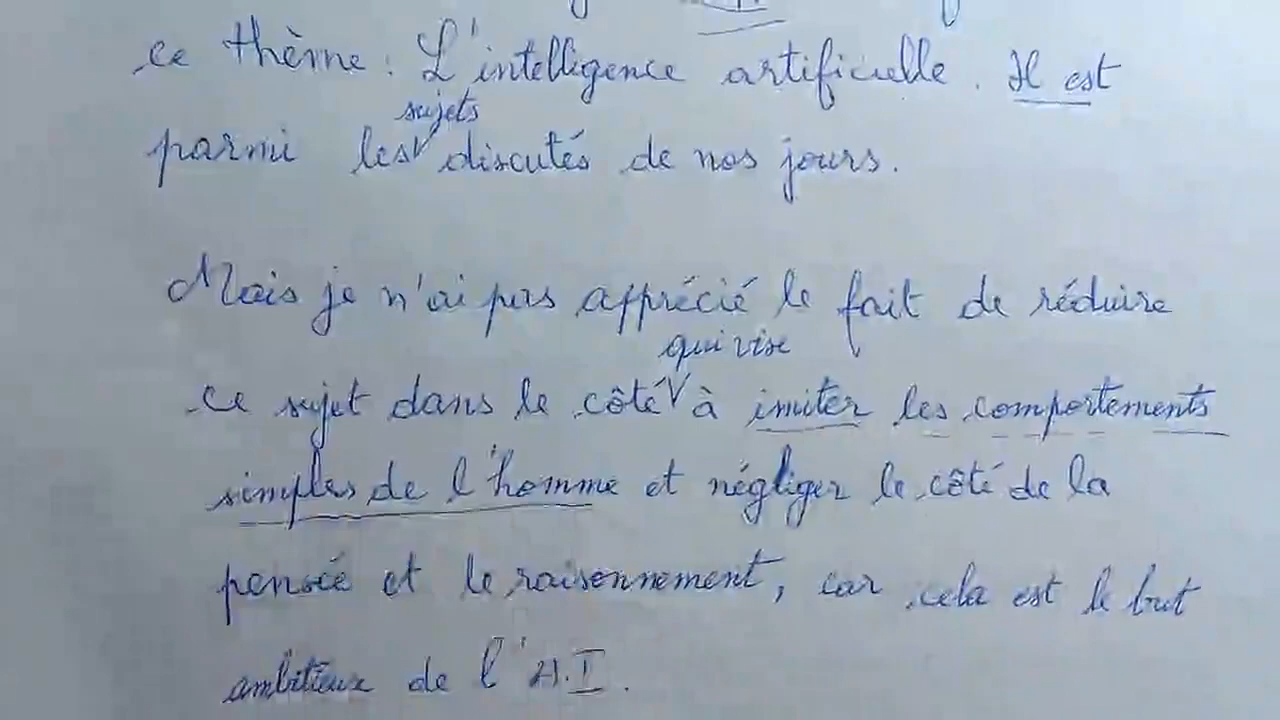 ce thème : L'intelligence artificielle. Il est
sujets
parmi les discutés de nos jours.
Mais je n'ai pas apprécié le fait de réduire
qui vise
ce sujet dans le côté à imiter les comportements
simples de l'homme et négliger le côté de la
pensée et le raisonnement, car cela est le but
ambitieux de l'A.I.